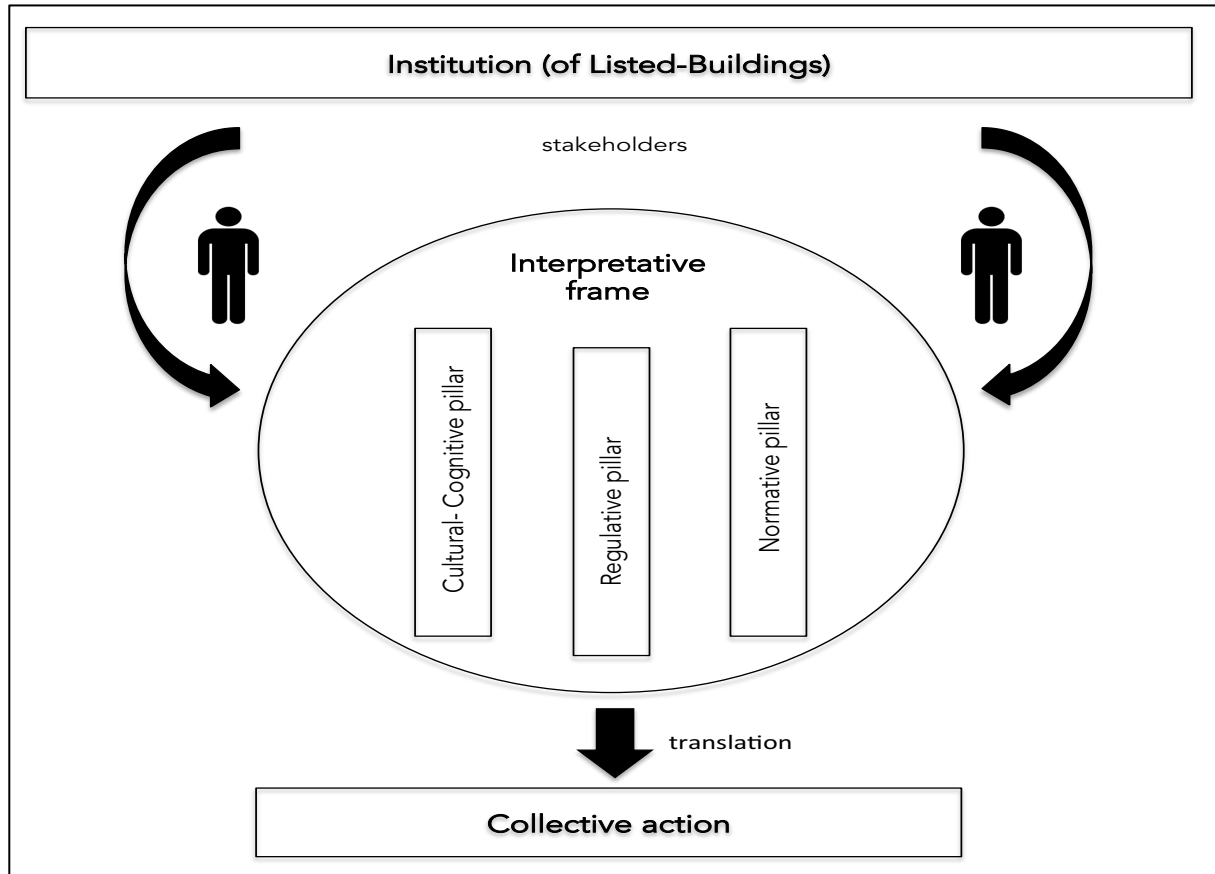 Institution (of Listed-Buildings)
stakeholders
Interpretative
frame
Cultural- Cognitive pillar
Regulative pillar
Normative pillar
translation
Collective action